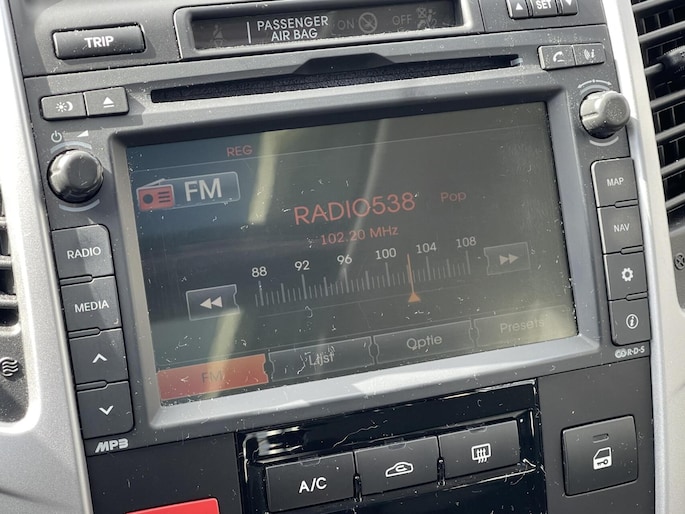 PASSENGER ON OFF
AIR BAG
SET
TRIP
REG
FM
RADIO538 Pop
102.20 MHz
88 92 96 100 104 108
FM Lijst Optie Presets
RADIO
MEDIA
MP3
MAP
NAV
R·D·S
A/C